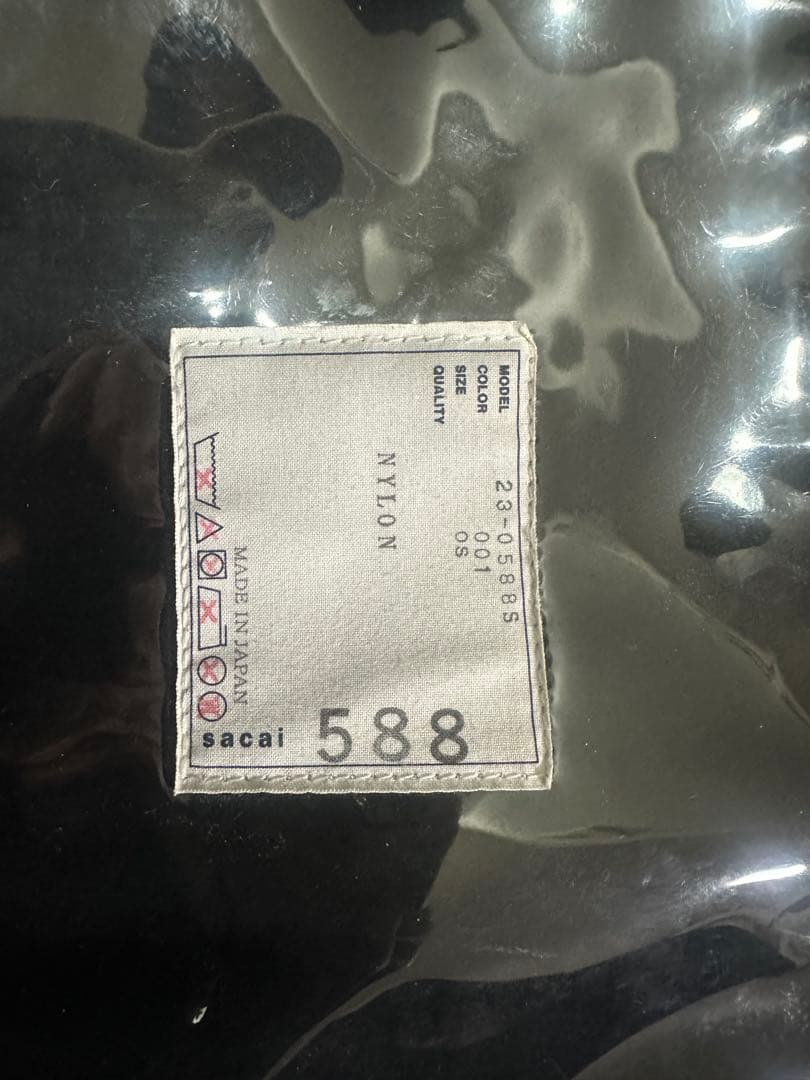 MODEL 23-0588S
COLOR 001
SIZE OS
QUALITY
NYLON
MADE IN JAPAN
sacai 588